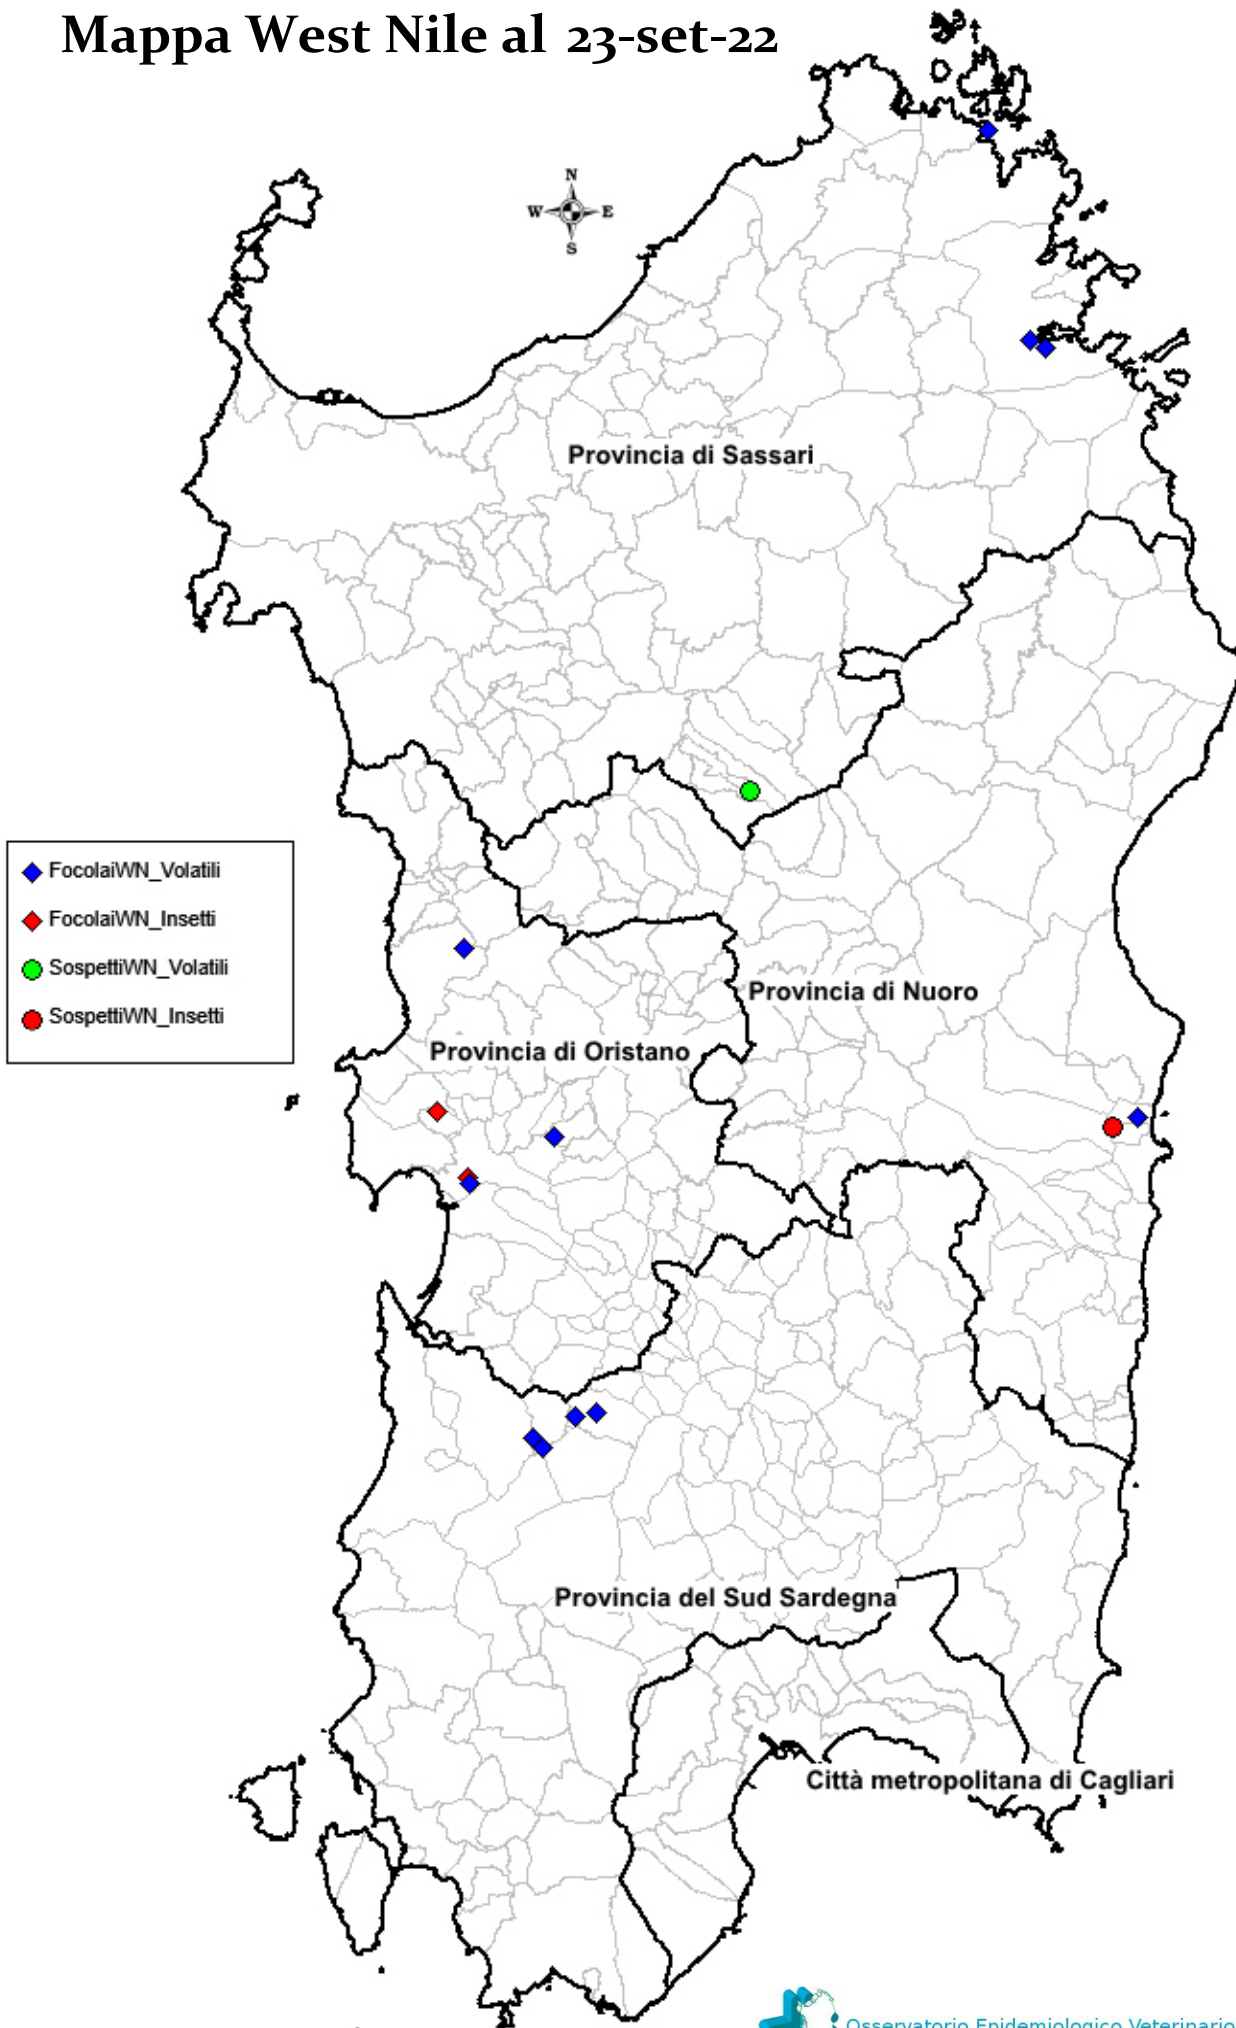 Mappa West Nile al 23-set-22
N
W E
S
Provincia di Sassari
FocolaiWN_Volatili
FocolaiWN_Insetti
SospettiWN_Volatili
SospettiWN_Insetti
Provincia di Nuoro
Provincia di Oristano
Provincia del Sud Sardegna
Città metropolitana di Cagliari
Osservatorio Epidemiologico Veterinario